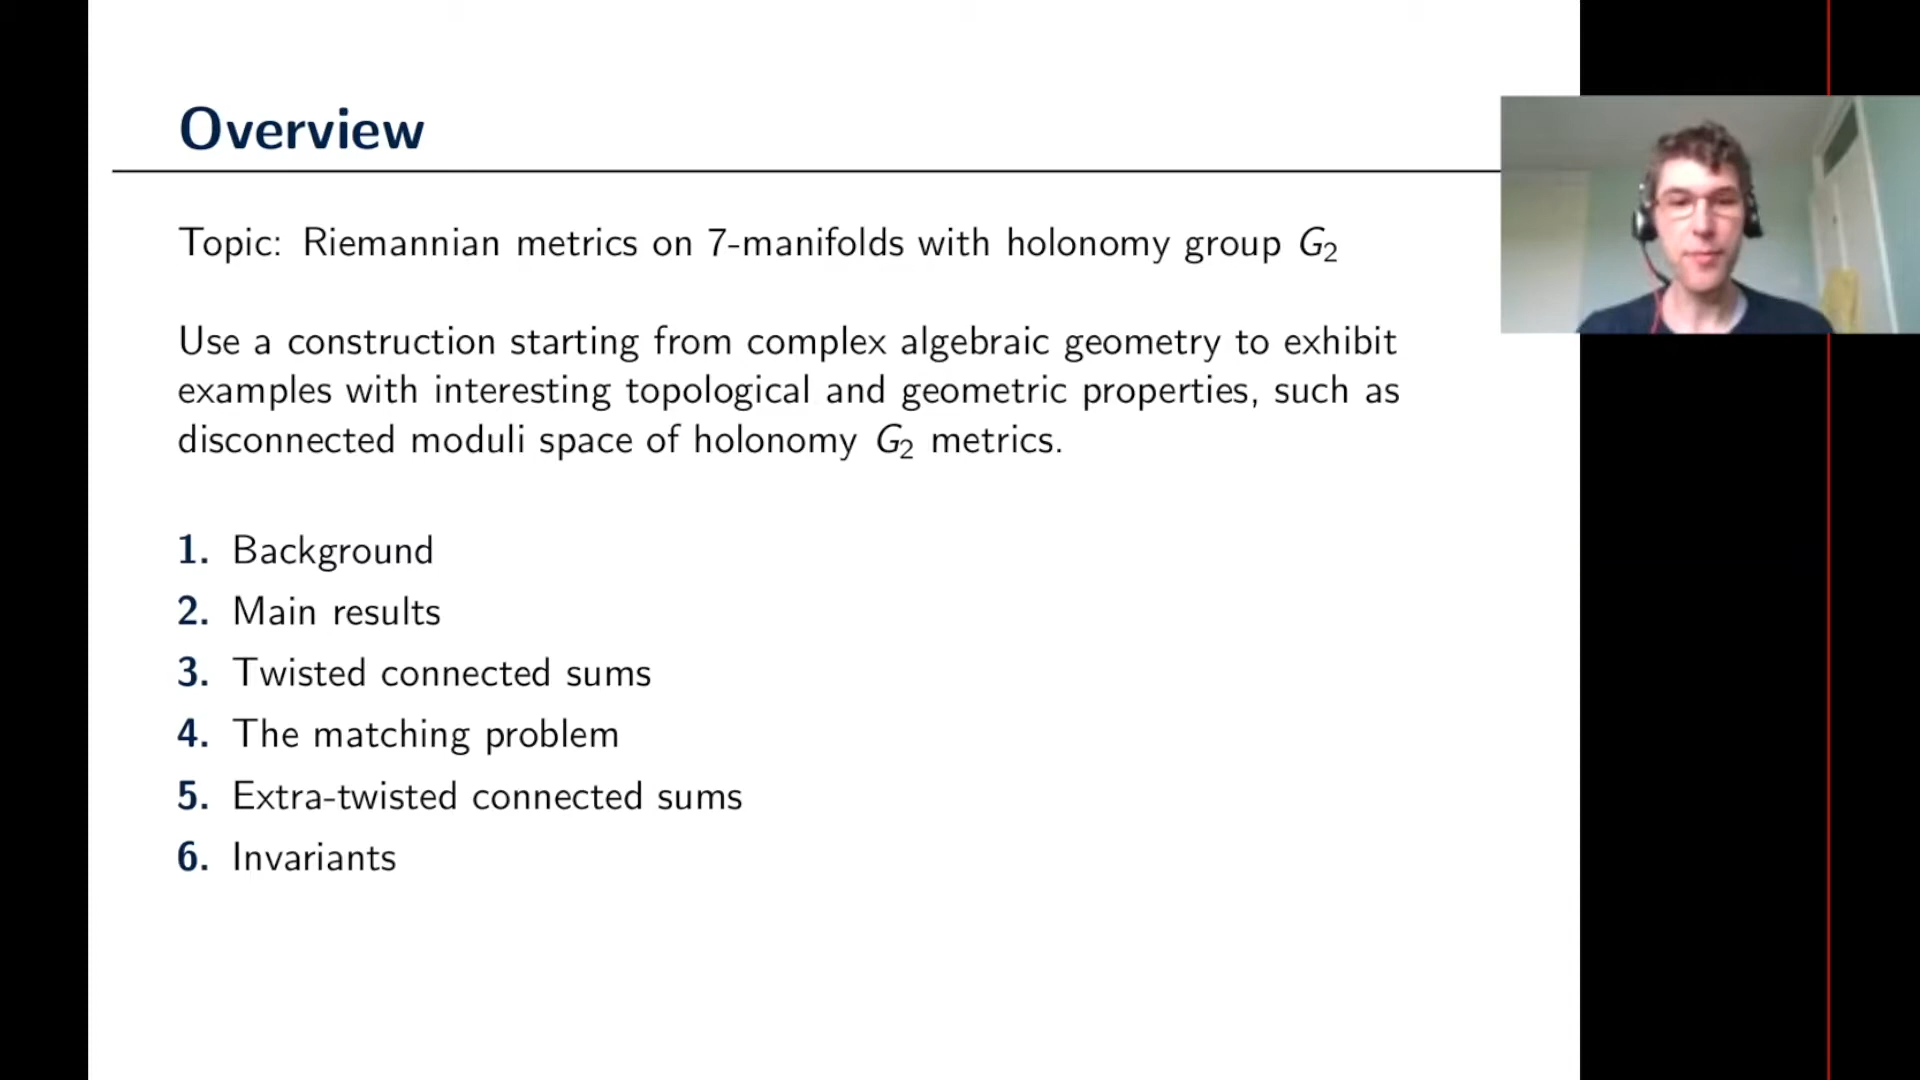 Overview
Topic: Riemannian metrics on 7-manifolds with holonomy group G₂
Use a construction starting from complex algebraic geometry to exhibit
examples with interesting topological and geometric properties, such as
disconnected moduli space of holonomy G₂ metrics.
1. Background
2. Main results
3. Twisted connected sums
4. The matching problem
5. Extra-twisted connected sums
6. Invariants